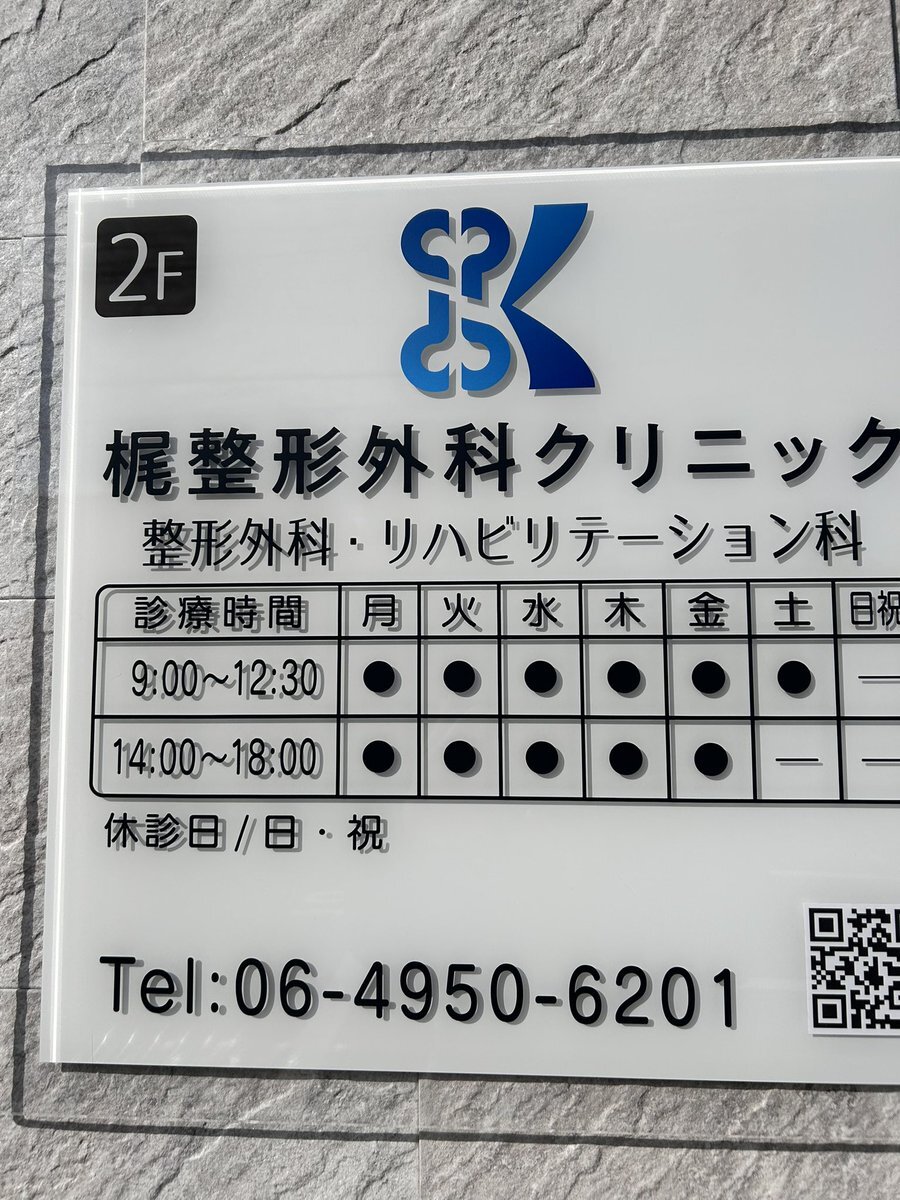 2F
K
梶整形外科クリニック
整形外科・リハビリテーション科
診療時間 月 火 水 木 金 土 日祝
9:00～12:30 ● ● ● ● ● ● —
14:00～18:00 ● ● ● ● ● — —
休診日/日・祝
Tel:06-4950-6201